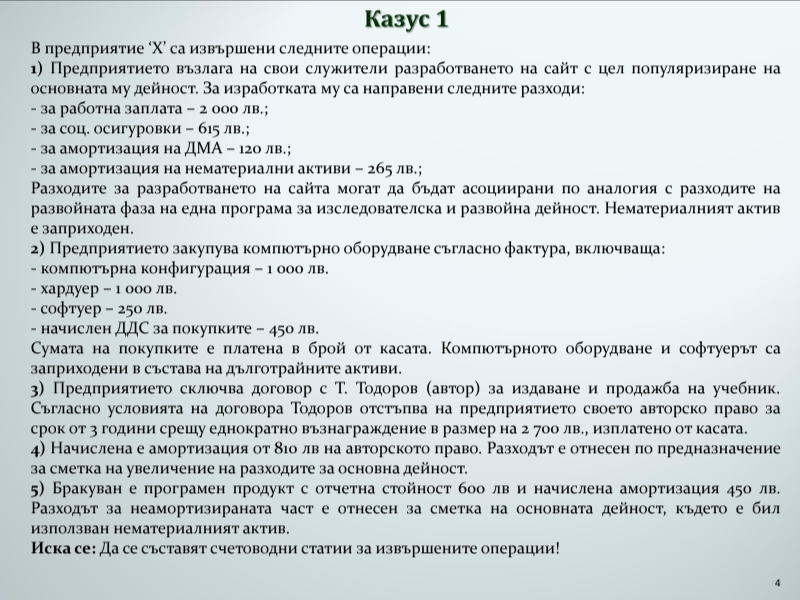 Казус 1
В предприятие ‘X’ са извършени следните операции:
1) Предприятието възлага на свои служители разработването на сайт с цел популяризиране на
основната му дейност. За изработката му са направени следните разходи:
- за работна заплата – 2 000 лв.;
- за соц. осигуровки – 615 лв.;
- за амортизация на ДМА – 120 лв.;
- за амортизация на нематериални активи – 265 лв.;
Разходите за разработването на сайта могат да бъдат асоциирани по аналогия с разходите на
развойната фаза на една програма за изследователска и развойна дейност. Нематериалният актив
е заприходен.
2) Предприятието закупува компютърно оборудване съгласно фактура, включваща:
- компютърна конфигурация – 1 000 лв.
- хардуер – 1 000 лв.
- софтуер – 250 лв.
- начислен ДДС за покупките – 450 лв.
Сумата на покупките е платена в брой от касата. Компютърното оборудване и софтуерът са
заприходени в състава на дълготрайните активи.
3) Предприятието сключва договор с Т. Тодоров (автор) за издаване и продажба на учебник.
Съгласно условията на договора Тодоров отстъпва на предприятието своето авторско право за
срок от 3 години срещу еднократно възнаграждение в размер на 2 700 лв., изплатено от касата.
4) Начислена е амортизация от 810 лв на авторското право. Разходът е отнесен по предназначение
за сметка на увеличение на разходите за основна дейност.
5) Бракуван е програмен продукт с отчетна стойност 600 лв и начислена амортизация 450 лв.
Разходът за неамортизираната част е отнесен за сметка на основната дейност, където е бил
използван нематериалният актив.
Иска се: Да се съставят счетоводни статии за извършените операции!
4